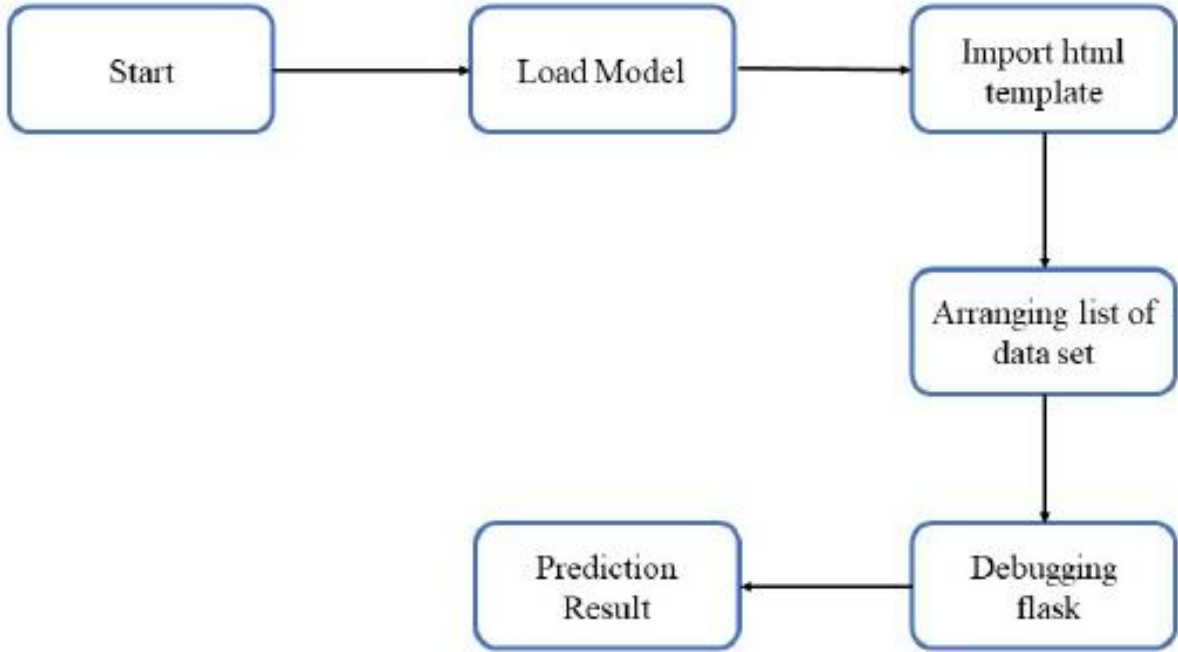 Start
Load Model
Import html
template
Arranging list of
data set
Debugging
flask
Prediction
Result